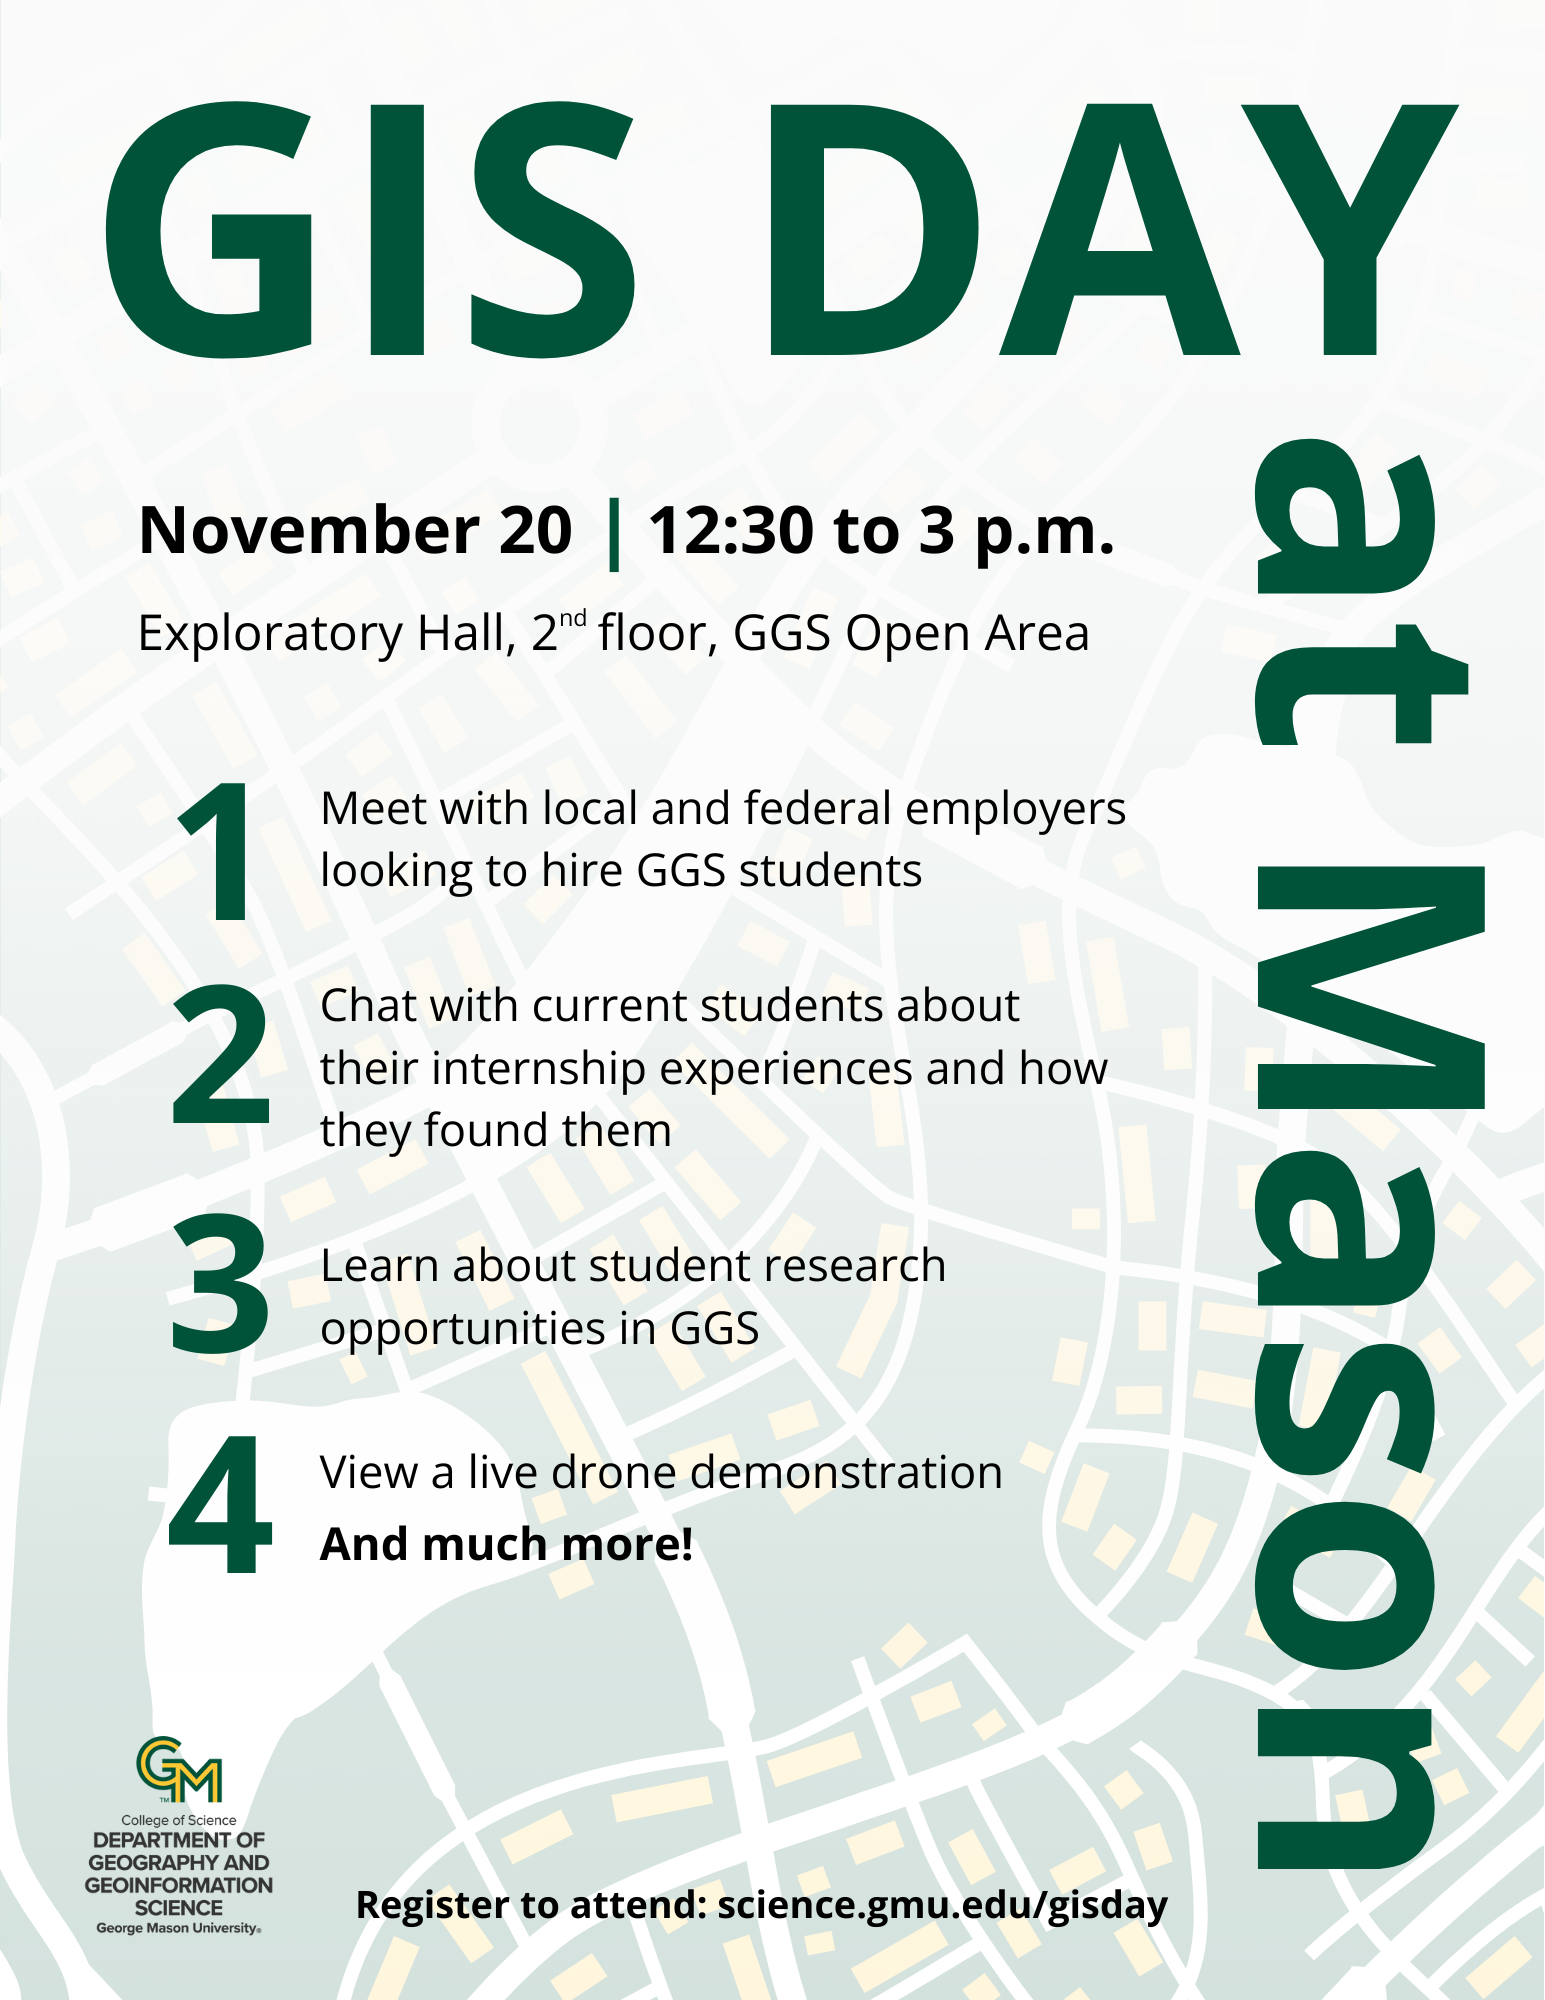 GIS DAY
at Mason
November 20 | 12:30 to 3 p.m.
Exploratory Hall, 2nd floor, GGS Open Area
1
Meet with local and federal employers
looking to hire GGS students
2
Chat with current students about
their internship experiences and how
they found them
3
Learn about student research
opportunities in GGS
4
View a live drone demonstration
And much more!
GM
TM
College of Science
DEPARTMENT OF
GEOGRAPHY AND
GEOINFORMATION
SCIENCE
George Mason University®
Register to attend: science.gmu.edu/gisday